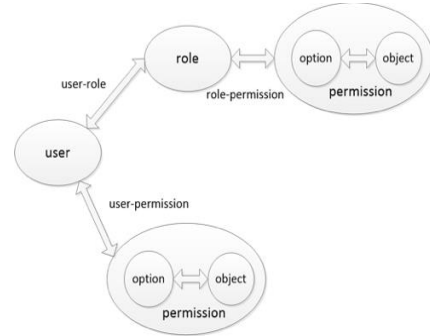 role
option
object
permission
user-role
role-permission
user
user-permission
option
object
permission